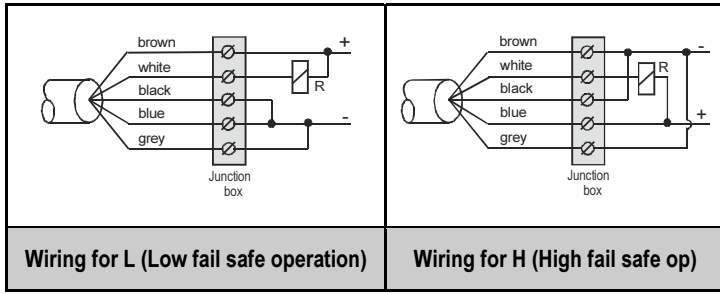 brown
+
white
R
black
blue
-
grey
Junction
box
Wiring for L (Low fail safe operation)
brown
-
white
R
black
blue
+
grey
Junction
box
Wiring for H (High fail safe op)